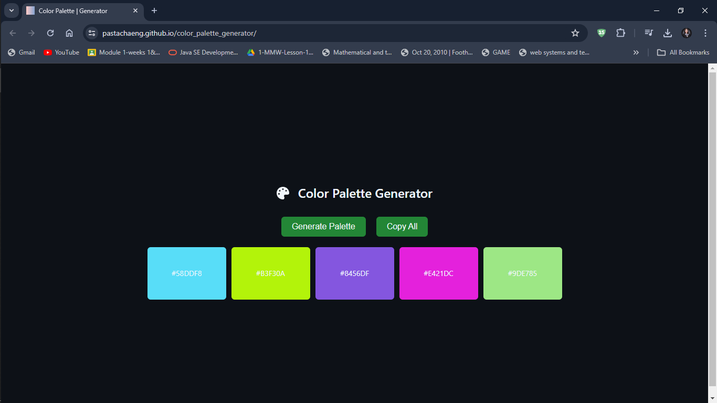 Color Palette | Generator
pastachaeng.github.io/color_palette_generator/
Gmail
YouTube
Module 1-weeks 1&...
Java SE Developme...
1-MMW-Lesson-1...
Mathematical and t...
Oct 20, 2010 | Footh...
GAME
web systems and te...
All Bookmarks
Color Palette Generator
Generate Palette
Copy All
#5BDDF8
#B3F30A
#8456DF
#E421DC
#9DE785